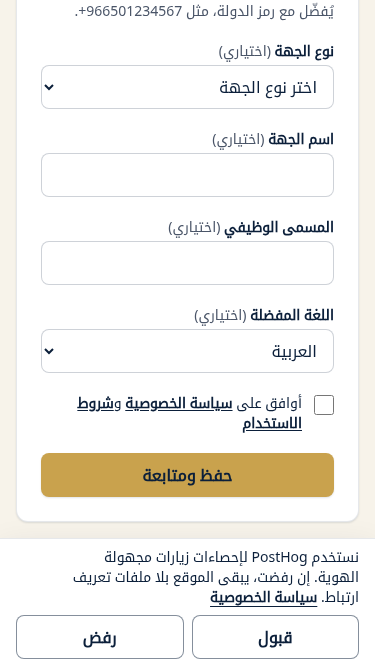 يُفضّل مع رمز الدولة، مثل 966501234567+.
نوع الجهة (اختياري)
اختر نوع الجهة
اسم الجهة (اختياري)
المسمى الوظيفي (اختياري)
اللغة المفضلة (اختياري)
العربية
أوافق على سياسة الخصوصية وشروط
الاستخدام
حفظ ومتابعة
نستخدم PostHog لإحصاءات زيارات مجهولة
الهوية. إن رفضت، يبقى الموقع بلا ملفات تعريف
ارتباط. سياسة الخصوصية
قبول
رفض